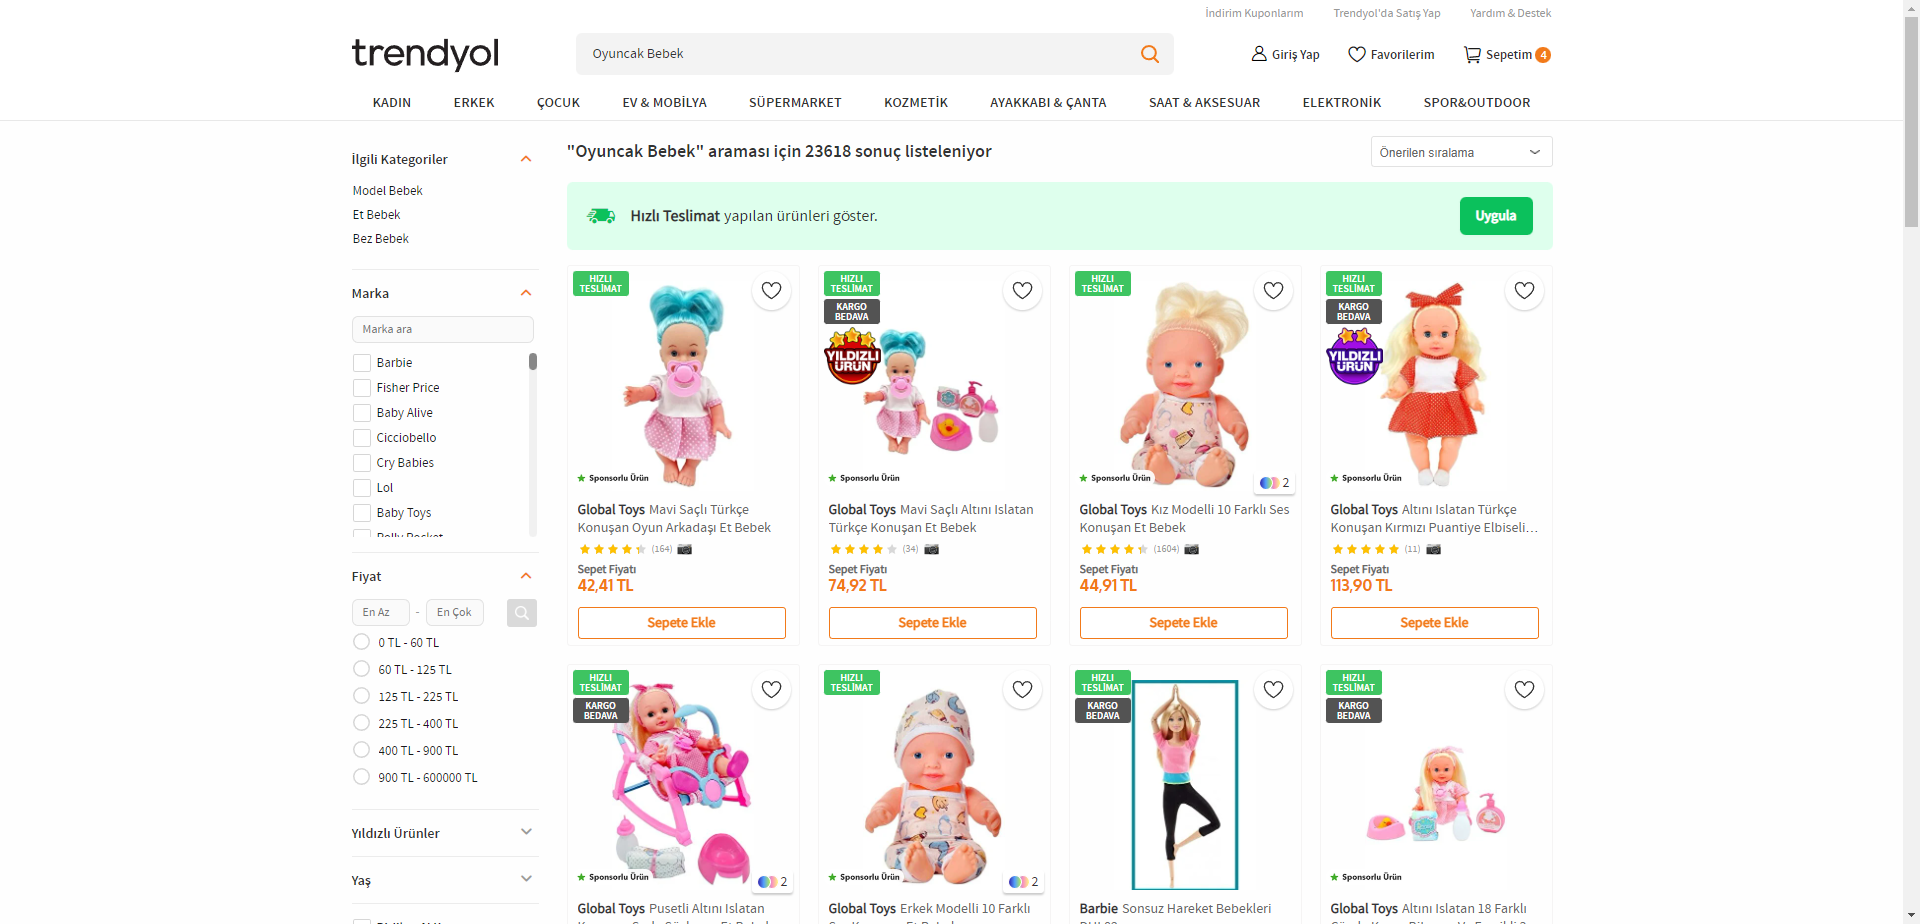 İndirim Kuponlarım
Trendyol'da Satış Yap
Yardım & Destek
trendyol
Oyuncak Bebek
Giriş Yap
Favorilerim
Sepetim 4
KADIN
ERKEK
ÇOCUK
EV & MOBİLYA
SÜPERMARKET
KOZMETİK
AYAKKABI & ÇANTA
SAAT & AKSESUAR
ELEKTRONİK
SPOR&OUTDOOR
İlgili Kategoriler
Model Bebek
Et Bebek
Bez Bebek
Marka
Marka ara
Barbie
Fisher Price
Baby Alive
Cicciobello
Cry Babies
Lol
Baby Toys
Polly Pocket
Fiyat
En Az - En Çok
0 TL - 60 TL
60 TL - 125 TL
125 TL - 225 TL
225 TL - 400 TL
400 TL - 900 TL
900 TL - 600000 TL
Yıldızlı Ürünler
Yaş
"Oyuncak Bebek" araması için 23618 sonuç listeleniyor
Önerilen sıralama
Hızlı Teslimat yapılan ürünleri göster.
Uygula
HIZLI
TESLİMAT
Sponsorlu Ürün
Global Toys Mavi Saçlı Türkçe
Konuşan Oyun Arkadaşı Et Bebek
(164)
Sepet Fiyatı
42,41 TL
Sepete Ekle
HIZLI
TESLİMAT
KARGO
BEDAVA
YILDIZLI
ÜRÜN
Sponsorlu Ürün
Global Toys Mavi Saçlı Altını Islatan
Türkçe Konuşan Et Bebek
(34)
Sepet Fiyatı
74,92 TL
Sepete Ekle
HIZLI
TESLİMAT
Sponsorlu Ürün
2
Global Toys Kız Modelli 10 Farklı Ses
Konuşan Et Bebek
(1604)
Sepet Fiyatı
44,91 TL
Sepete Ekle
HIZLI
TESLİMAT
KARGO
BEDAVA
YILDIZLI
ÜRÜN
Sponsorlu Ürün
Global Toys Altını Islatan Türkçe
Konuşan Kırmızı Puantiye Elbiseli…
(11)
Sepet Fiyatı
113,90 TL
Sepete Ekle
HIZLI
TESLİMAT
KARGO
BEDAVA
Sponsorlu Ürün
2
Global Toys Pusetli Altını Islatan
HIZLI
TESLİMAT
Sponsorlu Ürün
2
Global Toys Erkek Modelli 10 Farklı
HIZLI
TESLİMAT
KARGO
BEDAVA
Barbie Sonsuz Hareket Bebekleri
HIZLI
TESLİMAT
KARGO
BEDAVA
Sponsorlu Ürün
Global Toys Altını Islatan 18 Farklı